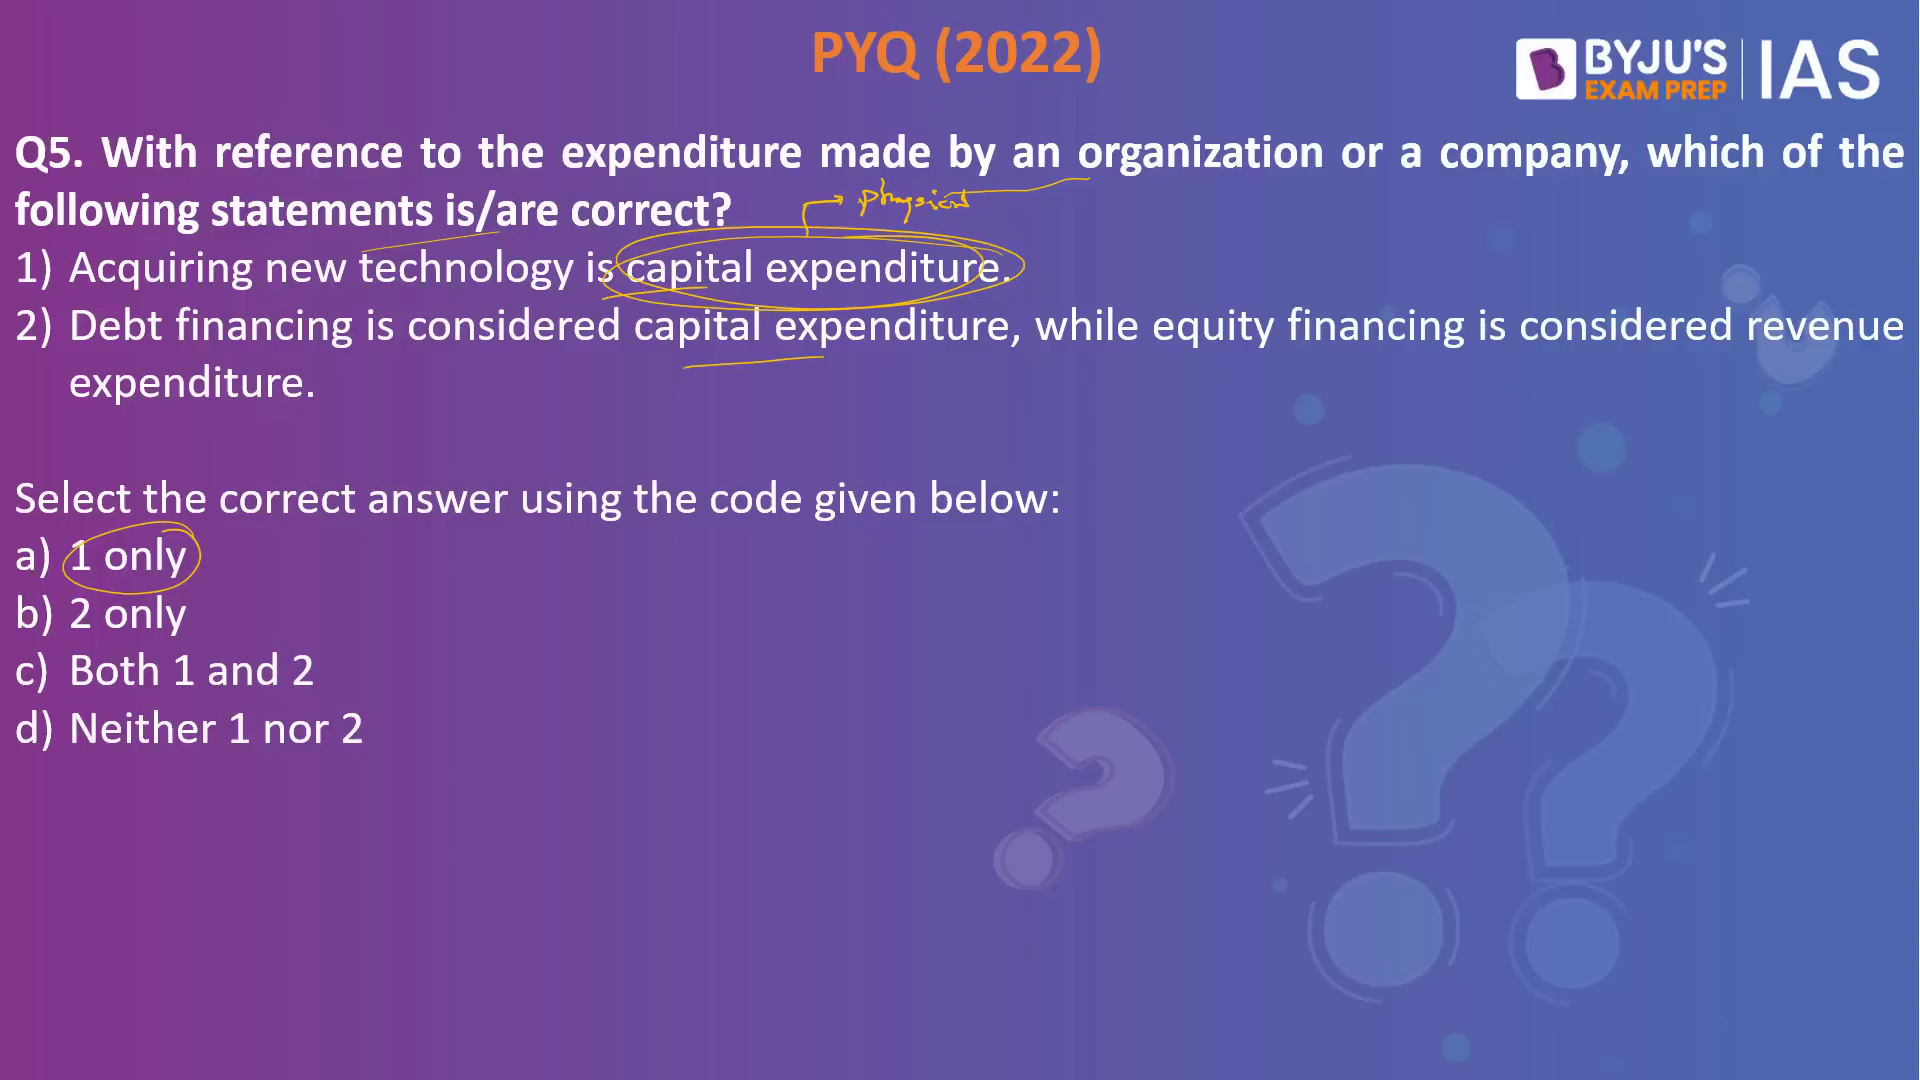 PYQ (2022)
BYJU'S
EXAM PREP
IAS
Q5. With reference to the expenditure made by an organization or a company, which of the
following statements is/are correct?
physical
1) Acquiring new technology is capital expenditure.
2) Debt financing is considered capital expenditure, while equity financing is considered revenue
expenditure.
Select the correct answer using the code given below:
a) 1 only
b) 2 only
c) Both 1 and 2
d) Neither 1 nor 2